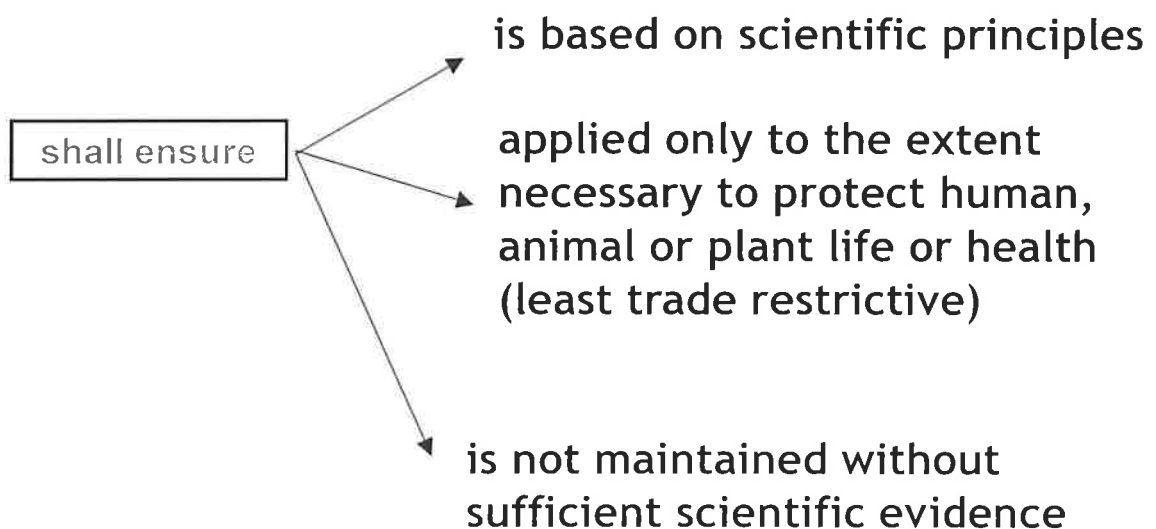 shall ensure
is based on scientific principles
applied only to the extent
necessary to protect human,
animal or plant life or health
(least trade restrictive)
is not maintained without
sufficient scientific evidence